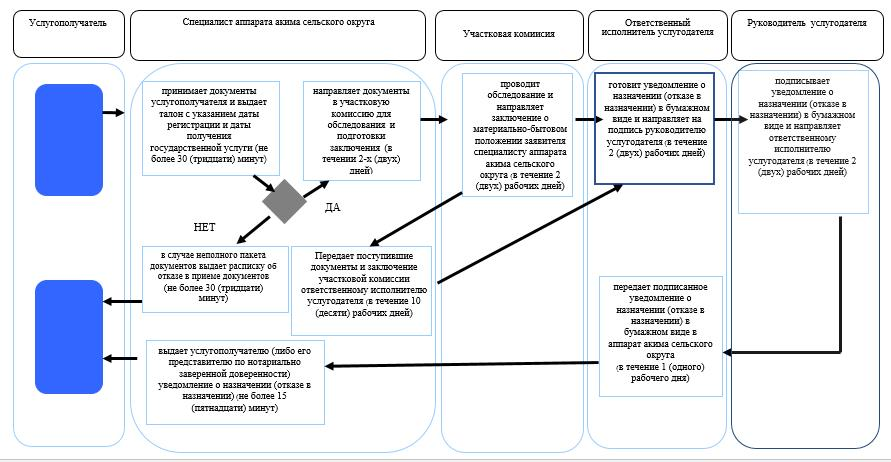 Услугополучатель
Специалист аппарата акима сельского округа
Участковая комиисия
Ответственный
исполнитель услугодателя
Руководитель услугодателя
принимает документы
услугополучателя и выдает
талон с указанием даты
регистрации и даты
получения
государственной услуги (не
более 30 (тридцати) минут)
направляет документы
в участковую
комиссию для
обследования и
подготовки
заключения (в
течении 2-х (двух)
дней)
проводит
обследование и
направляет
заключение о
материально-бытовом
положении заявителя
специалисту аппарата
акима сельского
округа (в течение 2
(двух) рабочих дней)
готовит уведомление о
назначении (отказе в
назначении) в бумажном
виде и направляет на
подпись руководителю
услугодателя (в течение
2 (двух) рабочих дней)
подписывает
уведомление о
назначении (отказе в
назначении) в бумажном
виде и направляет
ответственному
исполнителю
услугодателя (в течение 2
(двух) рабочих дней)
ДА
НЕТ
в случае неполного пакета
документов выдает расписку об
отказе в приеме документов
(не более 30 (тридцати)
минут)
Передает поступившие
документы и заключение
участковой комиссии
ответственному исполнителю
услугодателя (в течение 10
(десяти) рабочих дней)
передает подписанное
уведомление о
назначении (отказе в
назначении) в
бумажном виде в
аппарат акима сельского
округа
(в течение 1 (одного)
рабочего дня)
выдает услугополучателю (либо его
представителю по нотариально
заверенной доверенности)
уведомление о назначении (отказе в
назначении) (не более 15
(пятнадцати) минут)